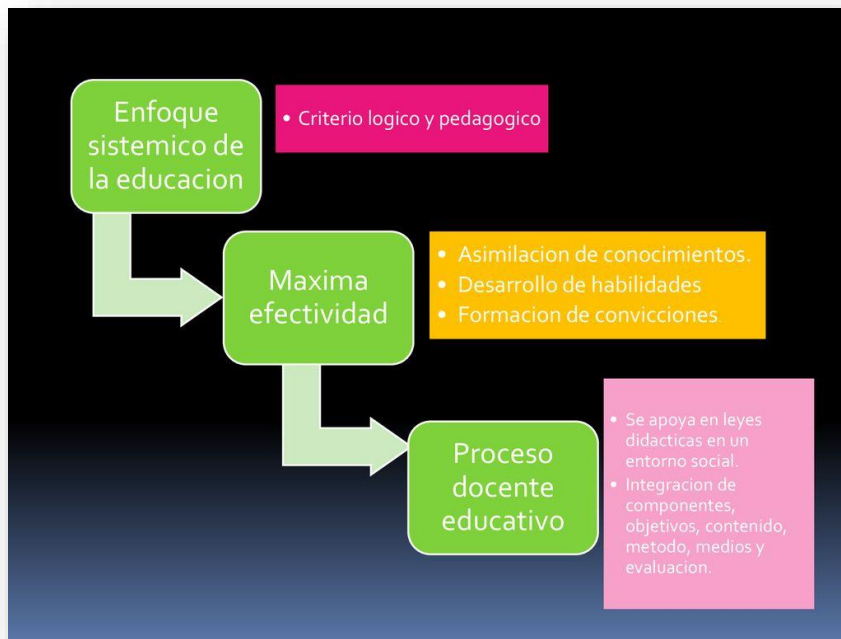 Enfoque
sistemico de
la educacion
• Criterio logico y pedagogico
Maxima
efectividad
• Asimilacion de conocimientos.
• Desarrollo de habilidades
• Formacion de convicciones.
Proceso
docente
educativo
• Se apoya en leyes
didacticas en un
entorno social.
• Integracion de
componentes,
objetivos, contenido,
metodo, medios y
evaluacion.